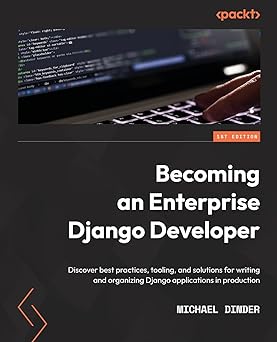 <packt>
1ST EDITION
Becoming
an Enterprise
Django Developer
Discover best practices, tooling, and solutions for writing
and organizing Django applications in production
MICHAEL DINDER